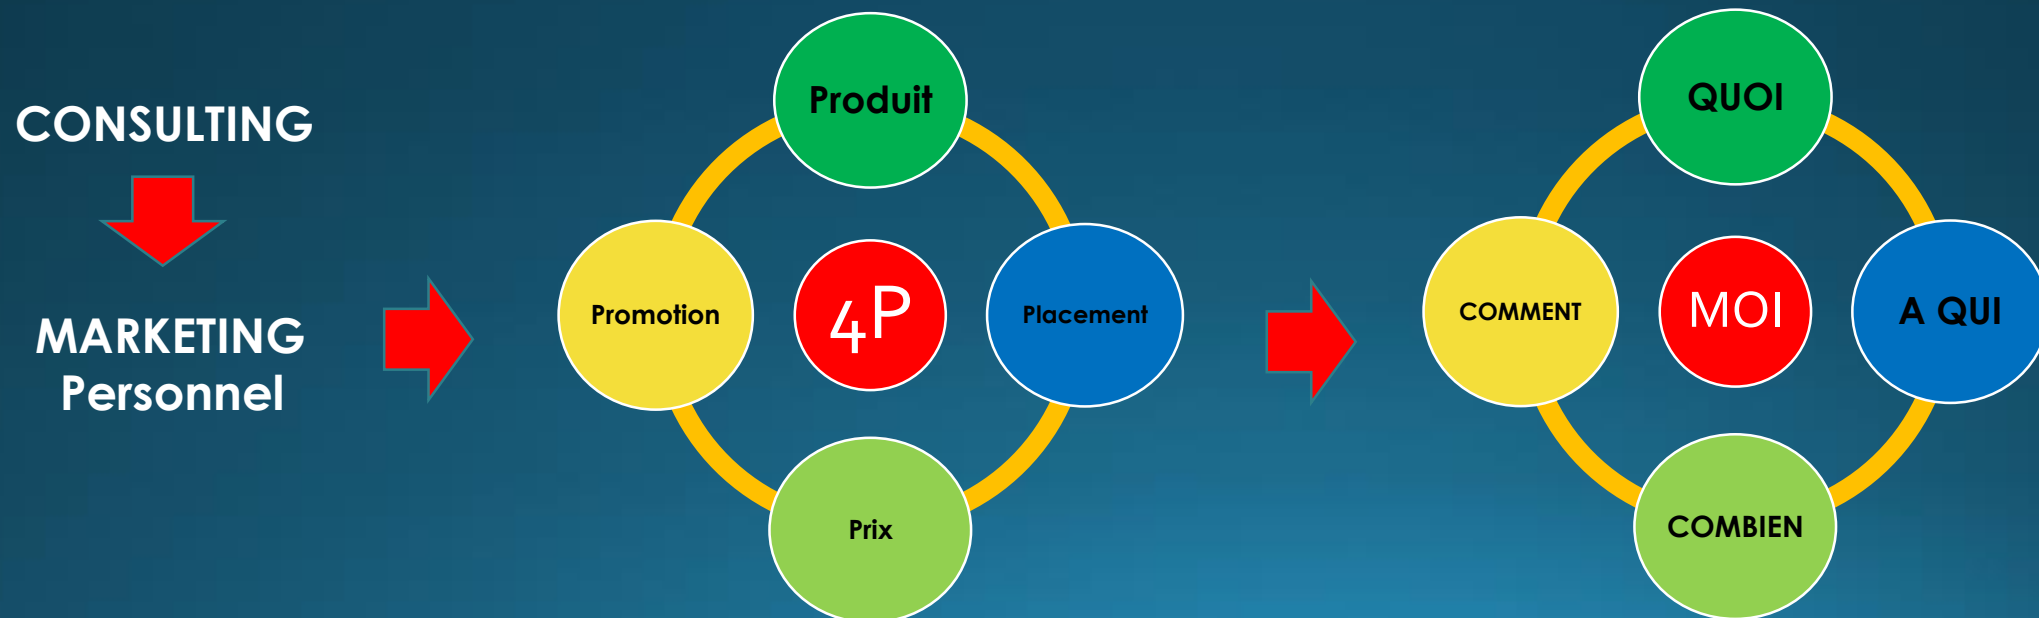 CONSULTING
MARKETING
Personnel
Produit
Promotion
4P
Placement
Prix
QUOI
COMMENT
MOI
A QUI
COMBIEN